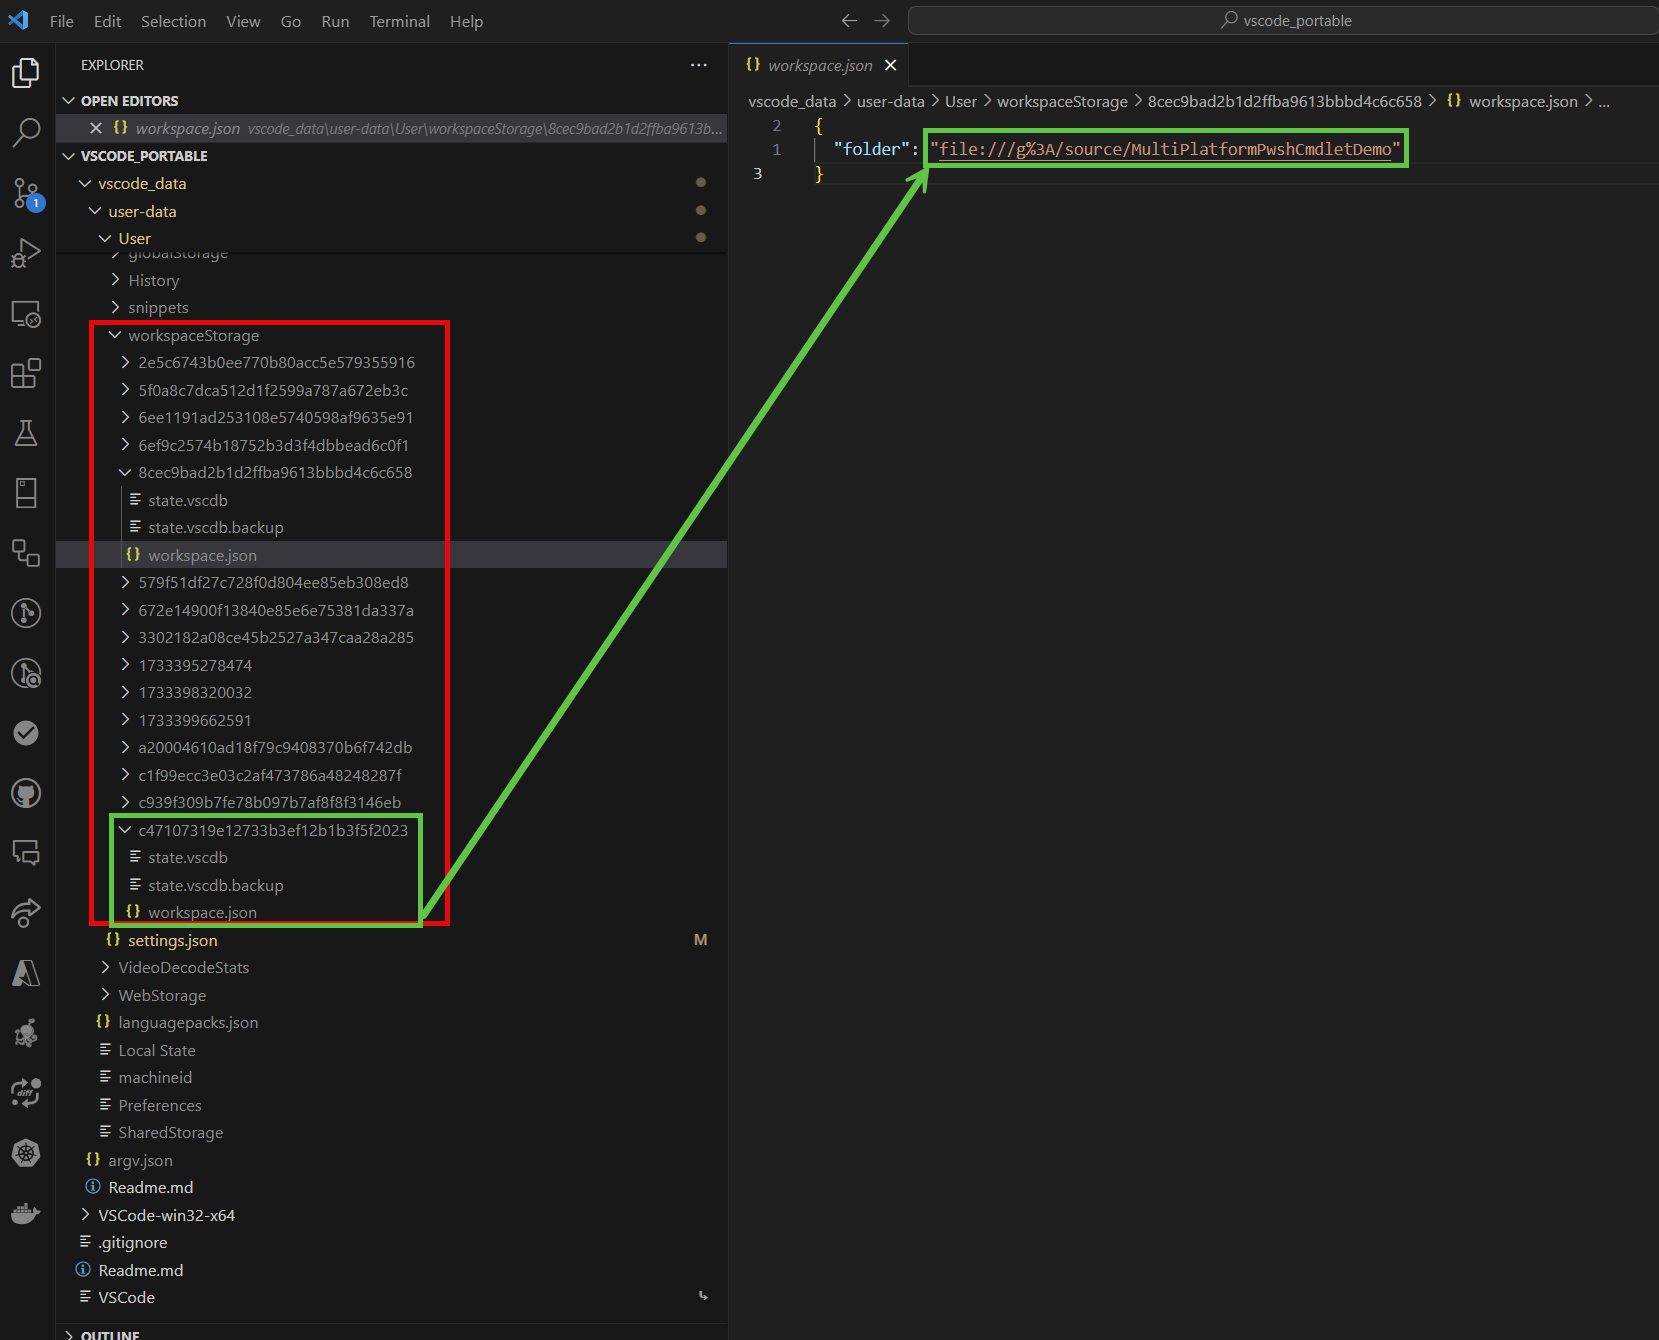 File Edit Selection View Go Run Terminal Help
vscode_portable
EXPLORER
OPEN EDITORS
workspace.json vscode_data\user-data\User\workspaceStorage\8cec9bad2b1d2ffba9613b...
VSCODE_PORTABLE
vscode_data
user-data
User
globalStorage
History
snippets
workspaceStorage
2e5c6743b0ee770b80acc5e579355916
5f0a8c7dca512d1f2599a787a672eb3c
6ee1191ad253108e5740598af9635e91
6ef9c2574b18752b3d3f4dbbead6c0f1
8cec9bad2b1d2ffba9613bbbd4c6c658
state.vscdb
state.vscdb.backup
{} workspace.json
579f51df27c728f0d804ee85eb308ed8
672e14900f13840e85e6e75381da337a
3302182a08ce45b2527a347caa28a285
1733395278474
1733398320032
1733399662591
a20004610ad18f79c9408370b6f742db
c1f99ecc3e03c2af473786a48248287f
c939f309b7fe78b097b7af8f8f3146eb
c47107319e12733b3ef12b1b3f5f2023
state.vscdb
state.vscdb.backup
{} workspace.json
{} settings.json M
VideoDecodeStats
WebStorage
{} languagepacks.json
Local State
machineid
Preferences
SharedStorage
{} argv.json
Readme.md
VSCode-win32-x64
.gitignore
Readme.md
VSCode
OUTLINE
1
diff
{} workspace.json
vscode_data > user-data > User > workspaceStorage > 8cec9bad2b1d2ffba9613bbbd4c6c658 > {} workspace.json > ...
2 {
1 "folder": "file:///g%3A/source/MultiPlatformPwshCmdletDemo"
3 }